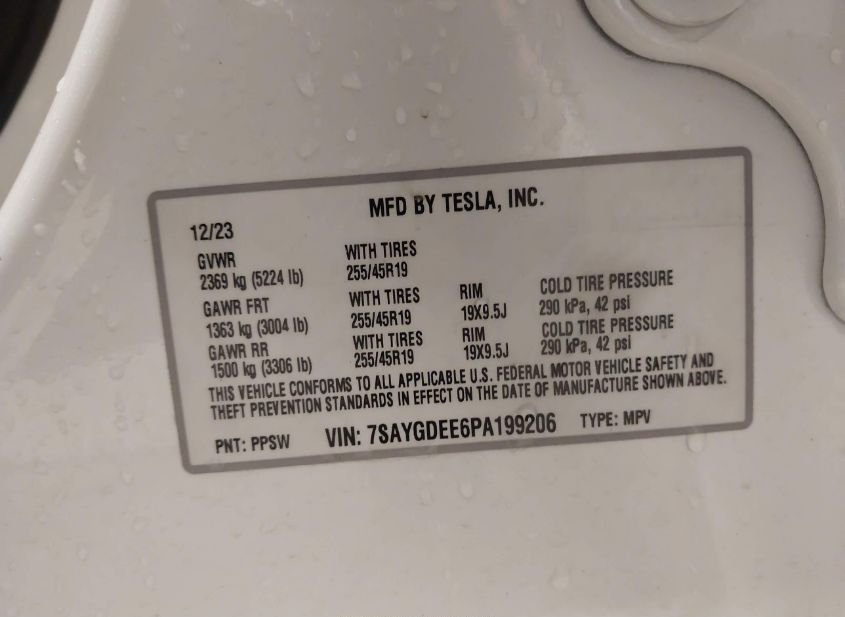 MFD BY TESLA, INC.
12/23
GVWR WITH TIRES
2369 kg (5224 lb) 255/45R19
GAWR FRT WITH TIRES RIM COLD TIRE PRESSURE
1363 kg (3004 lb) 255/45R19 19X9.5J 290 kPa, 42 psi
GAWR RR WITH TIRES RIM COLD TIRE PRESSURE
1500 kg (3306 lb) 255/45R19 19X9.5J 290 kPa, 42 psi
THIS VEHICLE CONFORMS TO ALL APPLICABLE U.S. FEDERAL MOTOR VEHICLE SAFETY AND
THEFT PREVENTION STANDARDS IN EFFECT ON THE DATE OF MANUFACTURE SHOWN ABOVE.
PNT: PPSW VIN: 7SAYGDEE6PA199206 TYPE: MPV